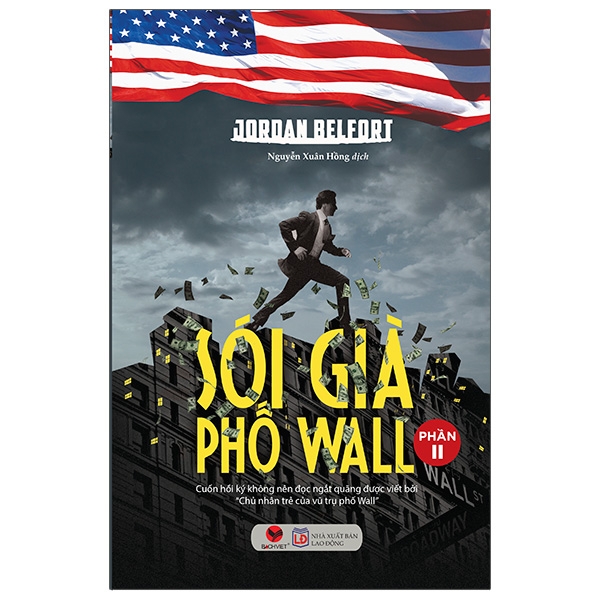 JORDAN BELFORT
Nguyễn Xuân Hồng dịch
SÓI GIÀ
PHỐ WALL
PHẦN
II
Cuốn hồi ký không nên đọc ngắt quãng được viết bởi
“Chủ nhân trẻ của vũ trụ phố Wall”
WALL ST
BROADWAY
BACHVIET
LĐ
NHÀ XUẤT BẢN
LAO ĐỘNG